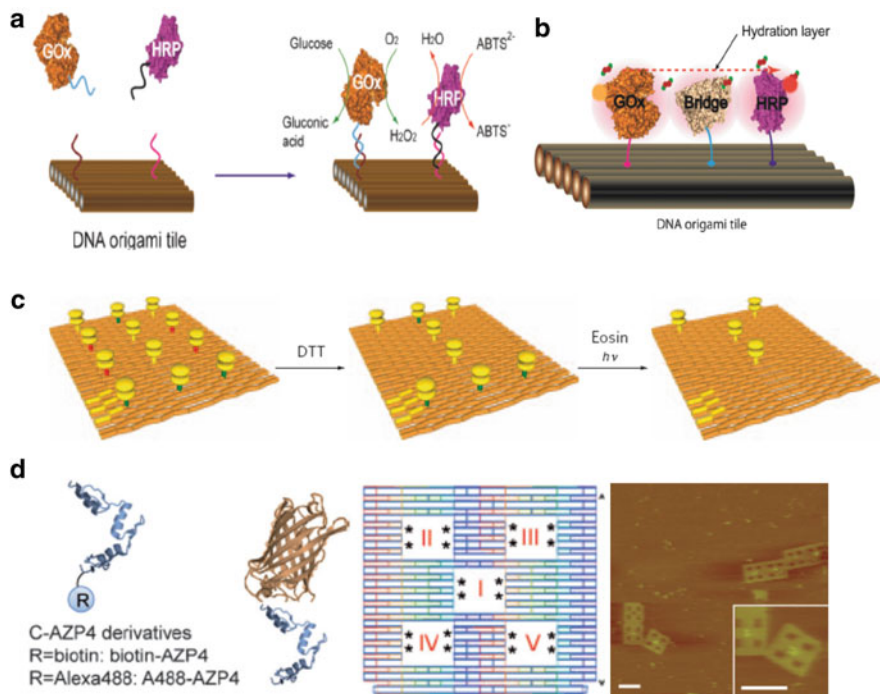 a
GOx
HRP
DNA origami tile
Glucose
O₂
H₂O
ABTS²⁻
GOx
HRP
Gluconic
acid
H₂O₂
ABTS⁻
b
Hydration layer
GOx
Bridge
HRP
DNA origami tile
c
DTT
Eosin
hν
d
R
C-AZP4 derivatives
R=biotin: biotin-AZP4
R=Alexa488: A488-AZP4
II
III
I
IV
V